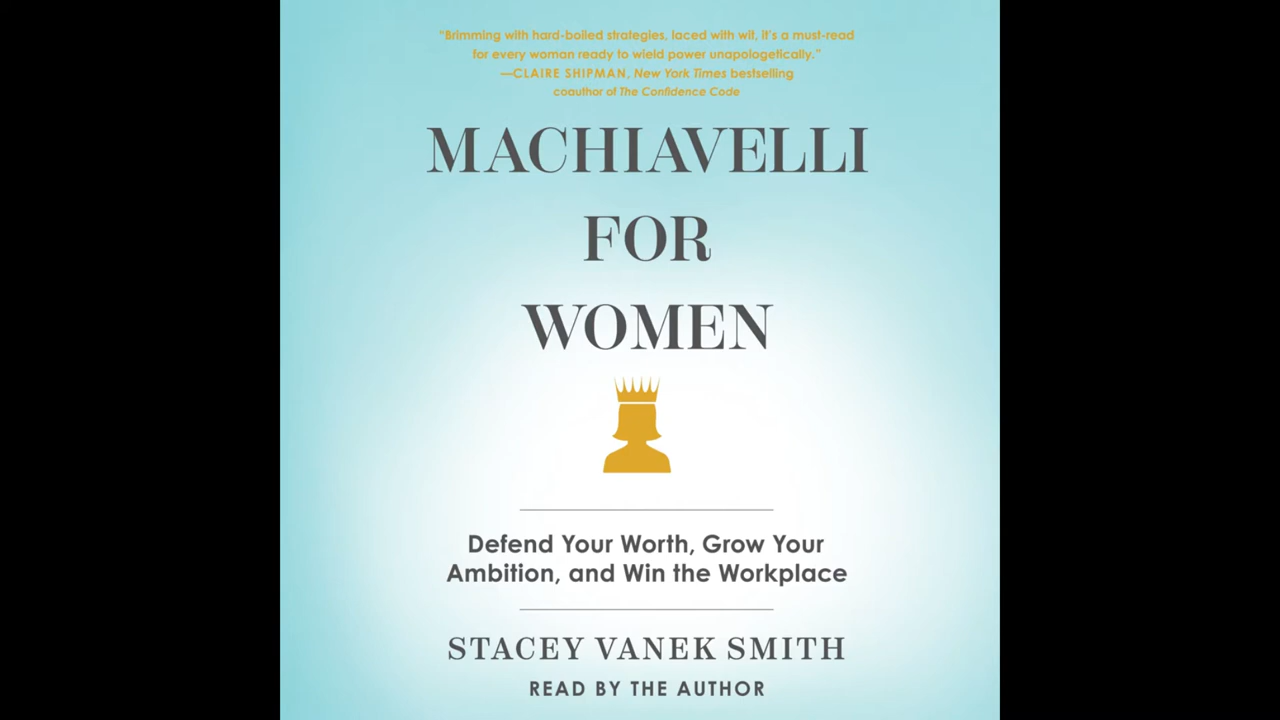 “Brimming with hard-boiled strategies, laced with wit, it’s a must-read
for every woman ready to wield power unapologetically.”
—CLAIRE SHIPMAN, New York Times bestselling
coauthor of The Confidence Code
MACHIAVELLI
FOR
WOMEN
Defend Your Worth, Grow Your
Ambition, and Win the Workplace
STACEY VANEK SMITH
READ BY THE AUTHOR